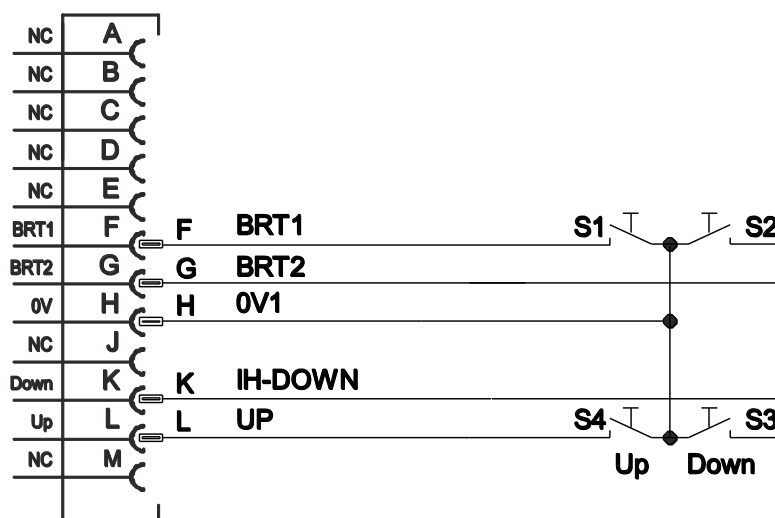 NC A
NC B
NC C
NC D
NC E
BRT1 F F BRT1 S1 S2
BRT2 G G BRT2
0V H H 0V1
NC J
Down K K IH-DOWN
Up L L UP S4 S3
NC M Up Down